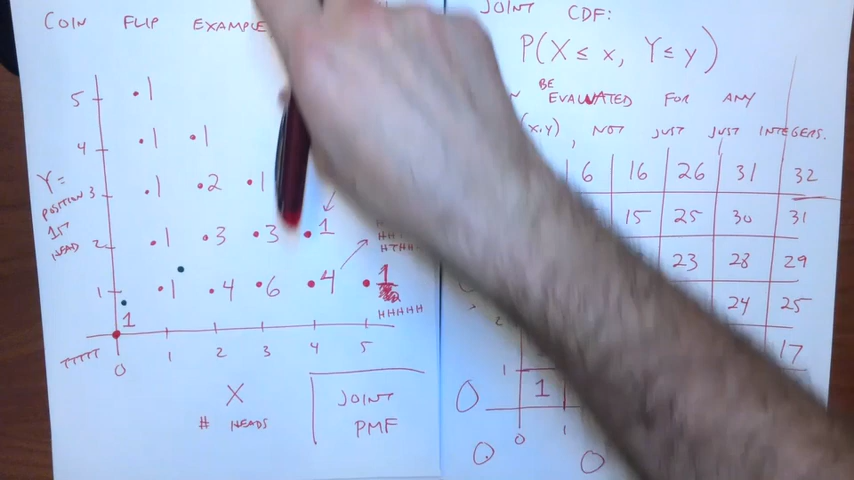 COIN FLIP EXAMPLE
5 1
4 1 1
Y=
POSITION
1ST
HEAD
3 1 2 1
2 1 3 3 1
1 1 4 6 4 1
HTHH
HHHHH
1
TTTTT
0 1 2 3 4 5
X
# HEADS
JOINT
PMF
JOINT CDF:
P(X ≤ x, Y ≤ y)
BE
EVALUATED FOR ANY
(x,y), NOT JUST JUST INTEGERS.
6 16 26 31 32
15 25 30 31
23 28 29
24 25
2
17
1
0 1
0 1
0 0